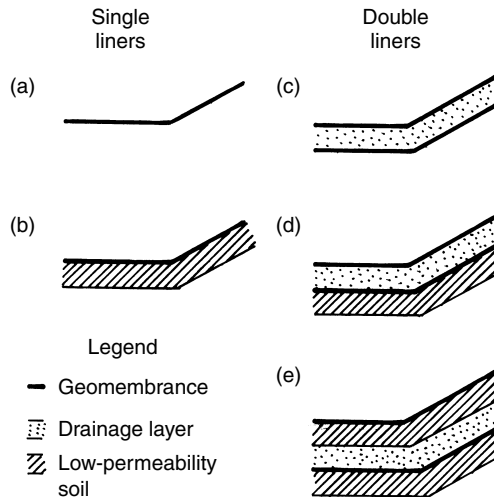 Single
liners
Double
liners
(a)
(c)
(b)
(d)
Legend
Geomembrance
Drainage layer
Low-permeability
soil
(e)